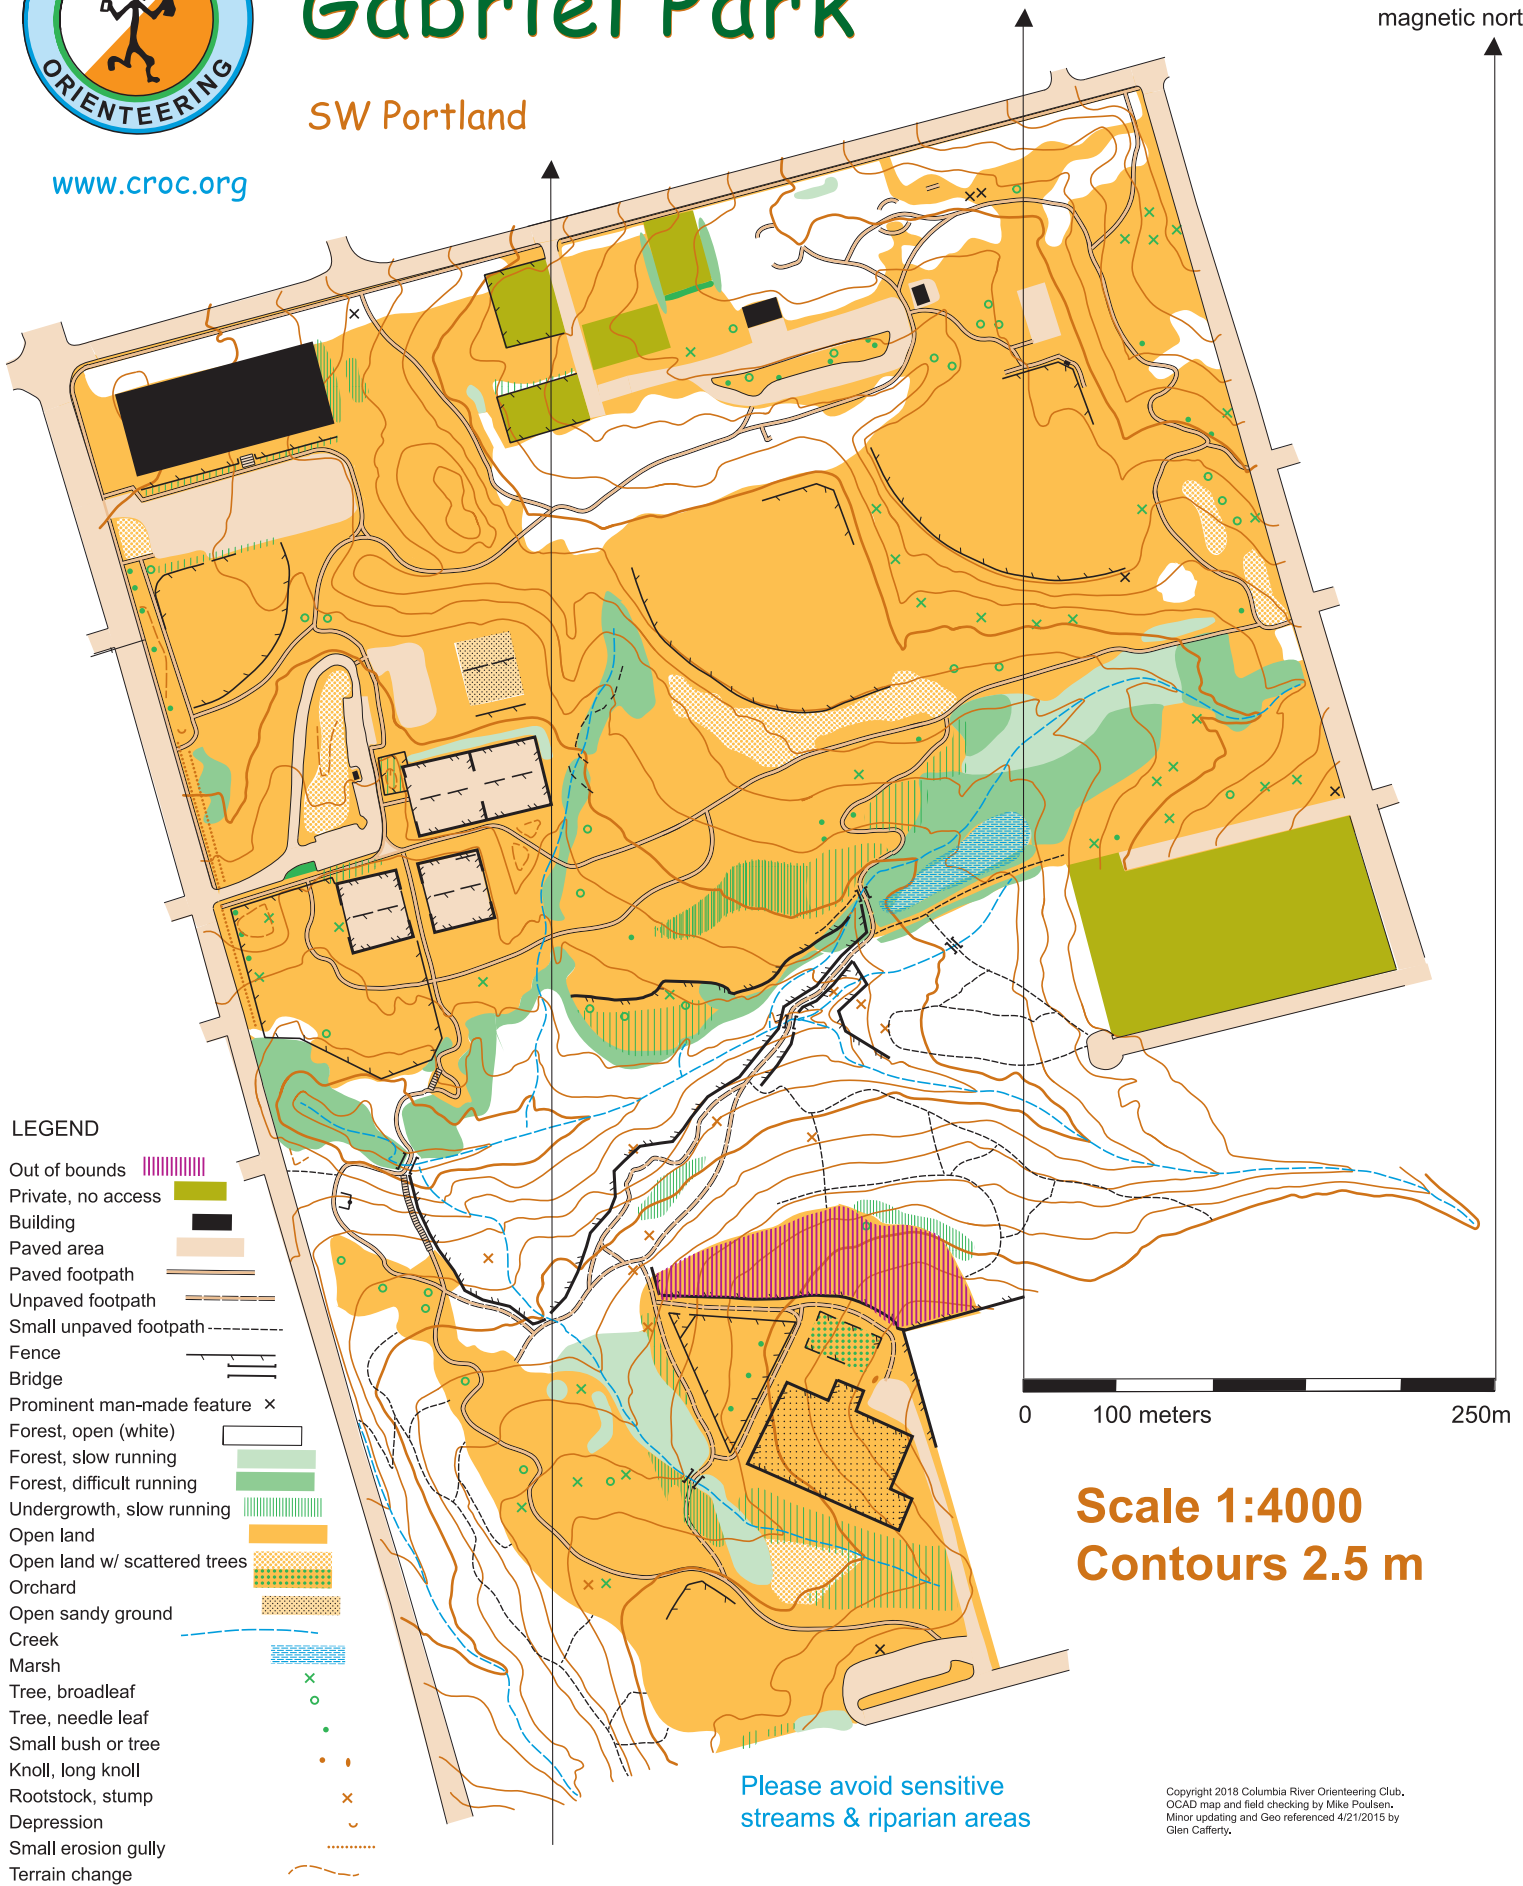 Gabriel Park
magnetic nort
ORIENTEERING
SW Portland
www.croc.org
LEGEND
Out of bounds
Private, no access
Building
Paved area
Paved footpath
Unpaved footpath
Small unpaved footpath
Fence
Bridge
Prominent man-made feature
Forest, open (white)
Forest, slow running
Forest, difficult running
Undergrowth, slow running
Open land
Open land w/ scattered trees
Orchard
Open sandy ground
Creek
Marsh
Tree, broadleaf
Tree, needle leaf
Small bush or tree
Knoll, long knoll
Rootstock, stump
Depression
Small erosion gully
Terrain change
0 100 meters 250m
Scale 1:4000
Contours 2.5 m
Please avoid sensitive
streams & riparian areas
Copyright 2018 Columbia River Orienteering Club.
OCAD map and field checking by Mike Poulsen.
Minor updating and Geo referenced 4/21/2015 by
Glen Cafferty.